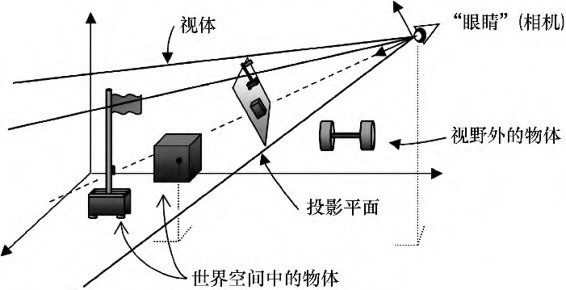 视体
“眼睛”(相机)
视野外的物体
投影平面
世界空间中的物体